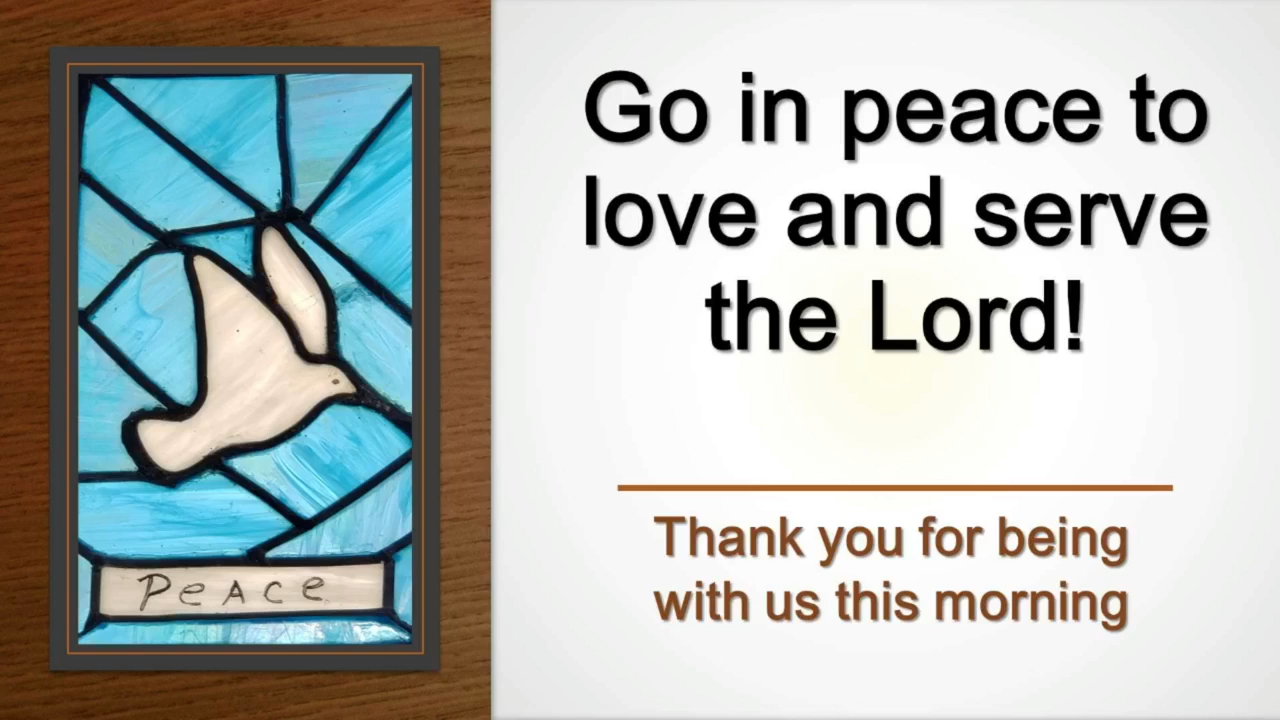 Peace
Go in peace to
love and serve
the Lord!
Thank you for being
with us this morning